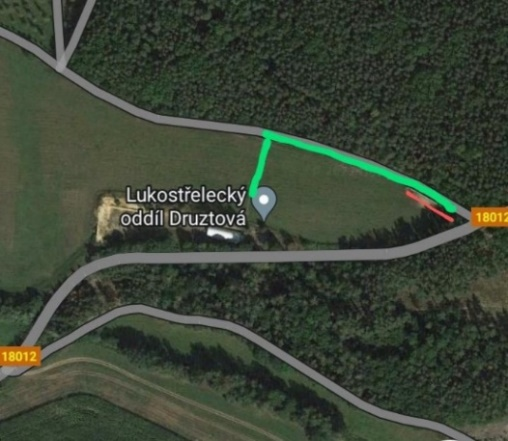 Lukostřelecký
oddíl Druztová
18012
18012